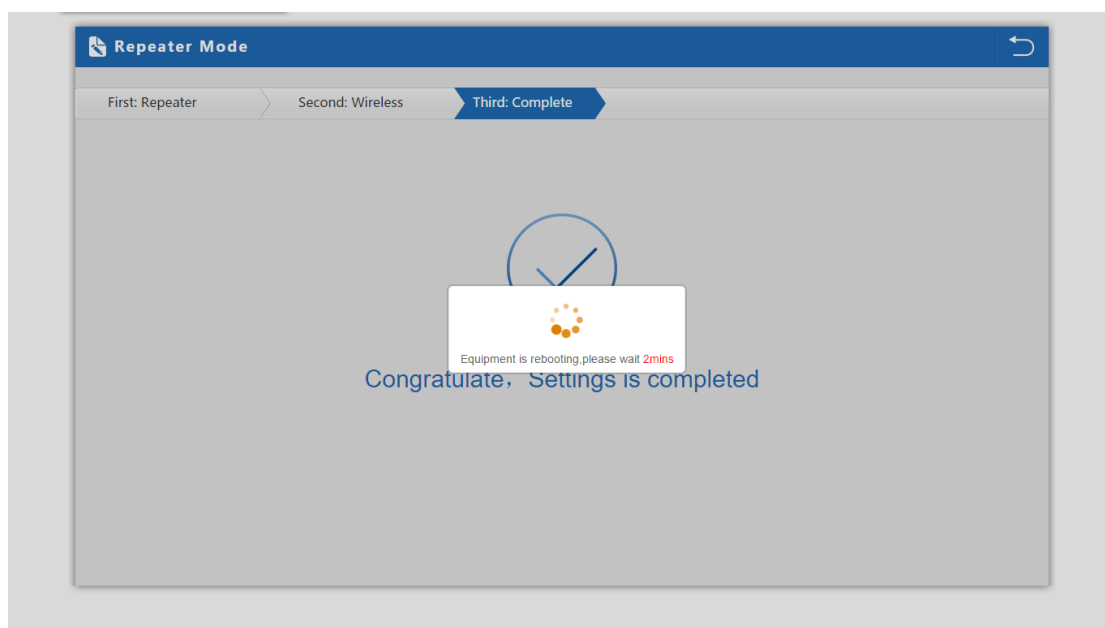 Repeater Mode
First: Repeater
Second: Wireless
Third: Complete
Equipment is rebooting,please wait 2mins
Congratulate，Settings is completed